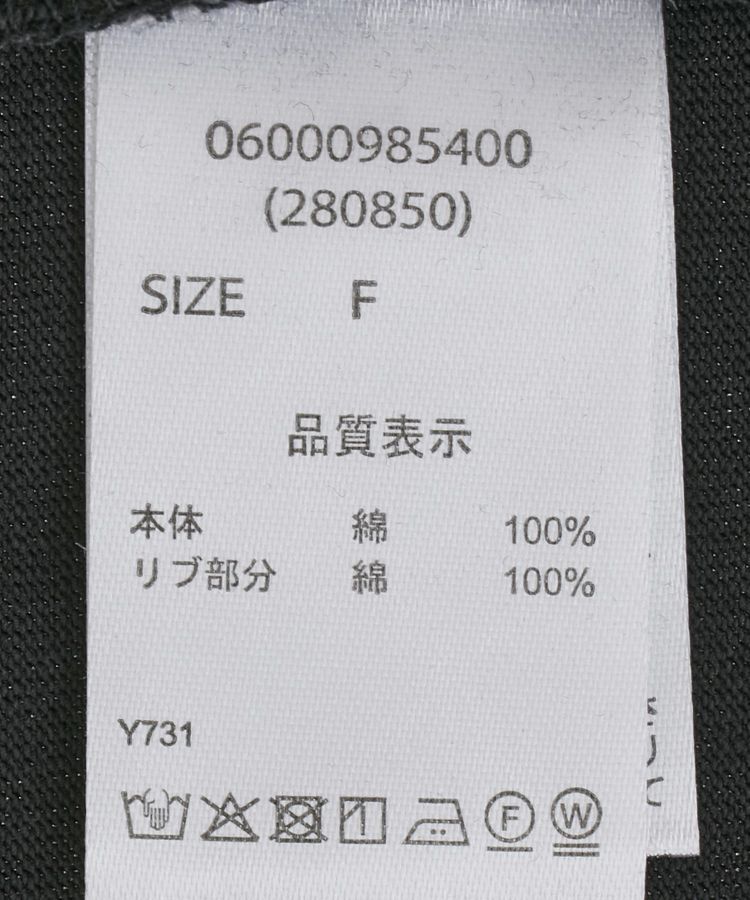 06000985400
(280850)
SIZE F
品質表示
本体 綿 100%
リブ部分 綿 100%
Y731
F W